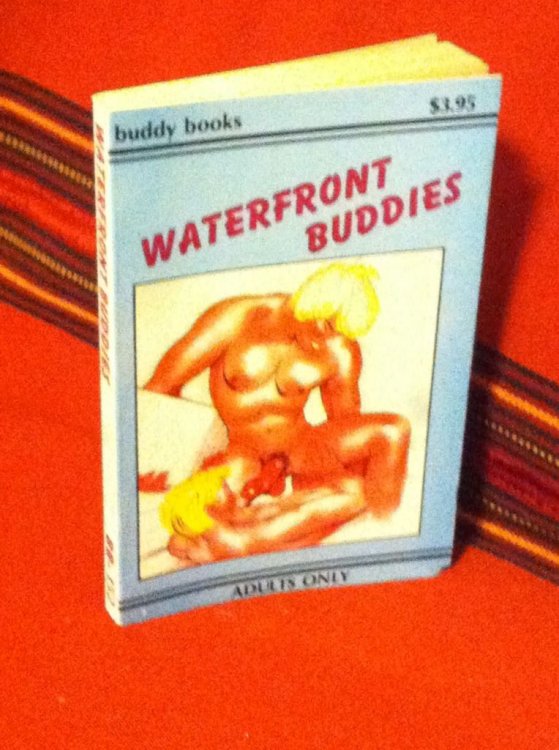 buddy books
$3.95
WATERFRONT
BUDDIES
ADULTS ONLY
WATERFRONT BUDDIES